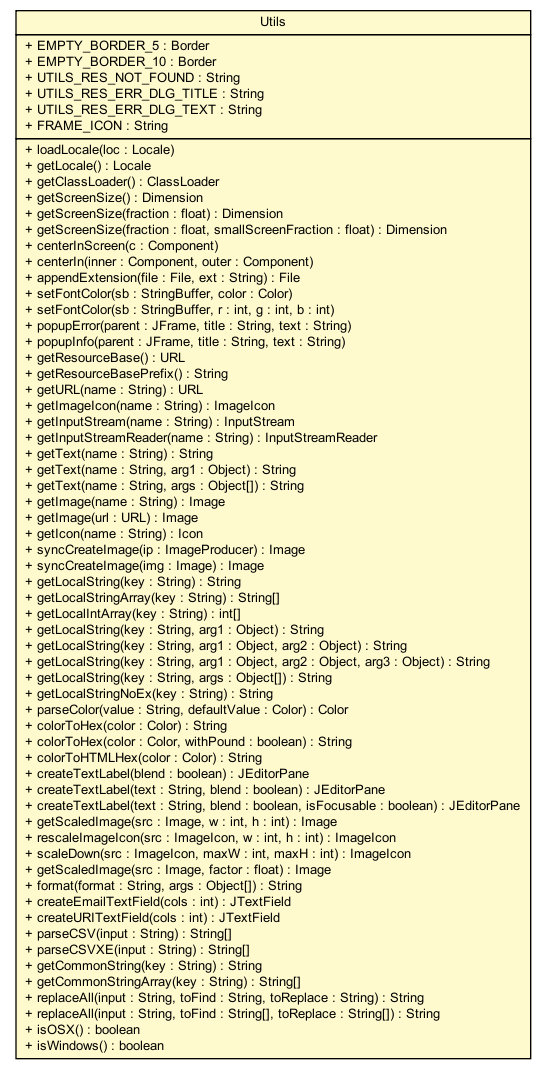 Utils
+ EMPTY_BORDER_5 : Border
+ EMPTY_BORDER_10 : Border
+ UTILS_RES_NOT_FOUND : String
+ UTILS_RES_ERR_DLG_TITLE : String
+ UTILS_RES_ERR_DLG_TEXT : String
+ FRAME_ICON : String
+ loadLocale(loc : Locale)
+ getLocale() : Locale
+ getClassLoader() : ClassLoader
+ getScreenSize() : Dimension
+ getScreenSize(fraction : float) : Dimension
+ getScreenSize(fraction : float, smallScreenFraction : float) : Dimension
+ centerInScreen(c : Component)
+ centerIn(inner : Component, outer : Component)
+ appendExtension(file : File, ext : String) : File
+ setFontColor(sb : StringBuffer, color : Color)
+ setFontColor(sb : StringBuffer, r : int, g : int, b : int)
+ popupError(parent : JFrame, title : String, text : String)
+ popupInfo(parent : JFrame, title : String, text : String)
+ getResourceBase() : URL
+ getResourceBasePrefix() : String
+ getURL(name : String) : URL
+ getImageIcon(name : String) : ImageIcon
+ getInputStream(name : String) : InputStream
+ getInputStreamReader(name : String) : InputStreamReader
+ getText(name : String) : String
+ getText(name : String, arg1 : Object) : String
+ getText(name : String, args : Object[]) : String
+ getImage(name : String) : Image
+ getImage(url : URL) : Image
+ getIcon(name : String) : Icon
+ syncCreateImage(ip : ImageProducer) : Image
+ syncCreateImage(img : Image) : Image
+ getLocalString(key : String) : String
+ getLocalStringArray(key : String) : String[]
+ getLocalIntArray(key : String) : int[]
+ getLocalString(key : String, arg1 : Object) : String
+ getLocalString(key : String, arg1 : Object, arg2 : Object) : String
+ getLocalString(key : String, arg1 : Object, arg2 : Object, arg3 : Object) : String
+ getLocalString(key : String, args : Object[]) : String
+ getLocalStringNoEx(key : String) : String
+ parseColor(value : String, defaultValue : Color) : Color
+ colorToHex(color : Color) : String
+ colorToHex(color : Color, withPound : boolean) : String
+ colorToHTMLHex(color : Color) : String
+ createTextLabel(blend : boolean) : JEditorPane
+ createTextLabel(text : String, blend : boolean) : JEditorPane
+ createTextLabel(text : String, blend : boolean, isFocusable : boolean) : JEditorPane
+ getScaledImage(src : Image, w : int, h : int) : Image
+ rescaleImageIcon(src : ImageIcon, w : int, h : int) : ImageIcon
+ scaleDown(src : ImageIcon, maxW : int, maxH : int) : ImageIcon
+ getScaledImage(src : Image, factor : float) : Image
+ format(format : String, args : Object[]) : String
+ createEmailTextField(cols : int) : JTextField
+ createURITextField(cols : int) : JTextField
+ parseCSV(input : String) : String[]
+ parseCSVXE(input : String) : String[]
+ getCommonString(key : String) : String
+ getCommonStringArray(key : String) : String[]
+ replaceAll(input : String, toFind : String, toReplace : String) : String
+ replaceAll(input : String, toFind : String[], toReplace : String[]) : String
+ isOSX() : boolean
+ isWindows() : boolean